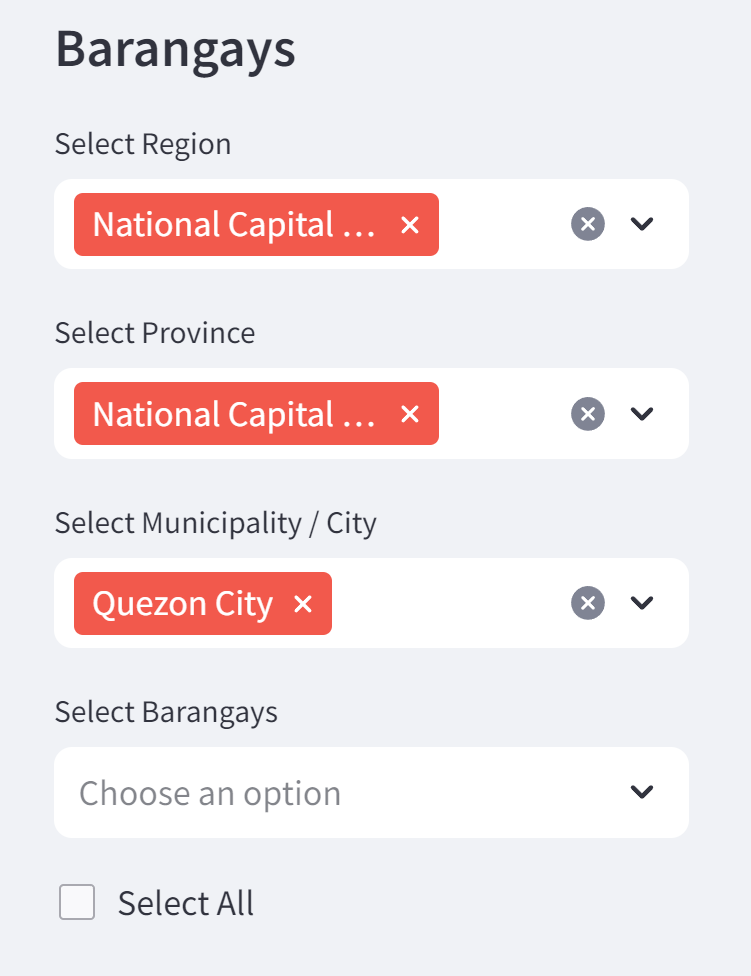 Barangays
Select Region
National Capital ...
Select Province
National Capital ...
Select Municipality / City
Quezon City
Select Barangays
Choose an option
Select All